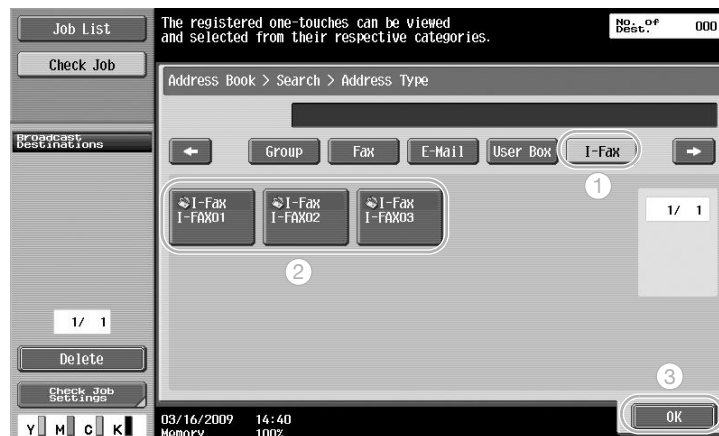 Job List
Check Job
Broadcast
Destinations
1/ 1
Delete
Check Job
Settings
Y M C K
The registered one-touches can be viewed
and selected from their respective categories.
No. of
Dest. 000
Address Book > Search > Address Type
Group Fax E-Mail User Box I-Fax
1
I-Fax
I-FAX01
I-Fax
I-FAX02
I-Fax
I-FAX03
2
1/ 1
3
OK
03/16/2009 14:40
Memory 100%